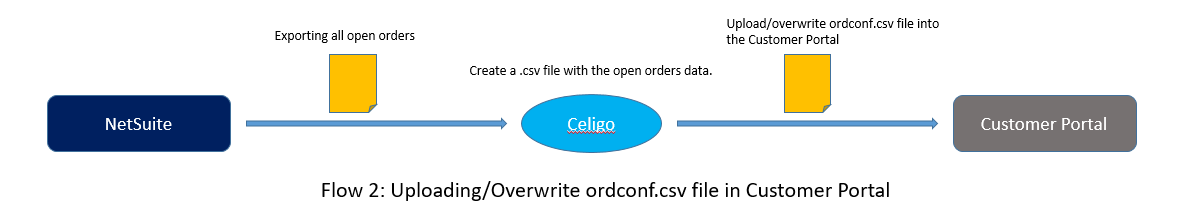 Upload/overwrite ordconf.csv file into
the Customer Portal
Exporting all open orders
Create a .csv file with the open orders data.
NetSuite
Celigo
Customer Portal
Flow 2: Uploading/Overwrite ordconf.csv file in Customer Portal